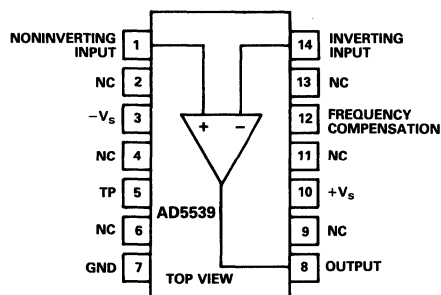 NONINVERTING
INPUT
1
14
INVERTING
INPUT
NC
2
13
NC
−Vs
3
12
FREQUENCY
COMPENSATION
+
−
NC
4
11
NC
TP
5
10
+Vs
AD5539
NC
6
9
NC
GND
7
8
OUTPUT
TOP VIEW